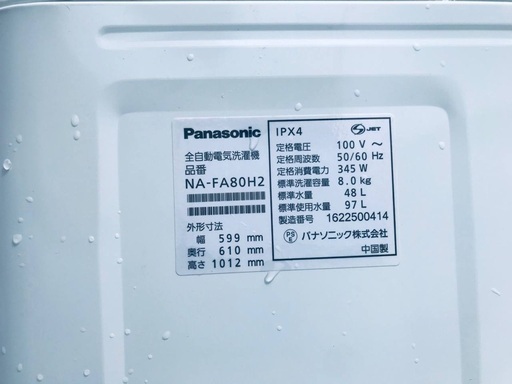 Panasonic
全自動電気洗濯機
品番
NA-FA80H2
外形寸法
幅 599 mm
奥行 610 mm
高さ 1012 mm
IPX4
JET
定格電圧 100 V ～
定格周波数 50/60 Hz
定格消費電力 345 W
標準洗濯容量 8.0 kg
標準水量 48 L
標準使用水量 97 L
製造番号 1622500414
PS E パナソニック株式会社
中国製